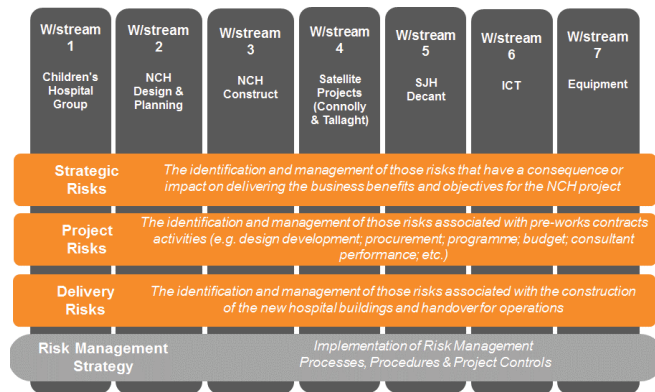 W/stream
1
Children's
Hospital
Group
W/stream
2
NCH
Design &
Planning
W/stream
3
NCH
Construct
W/stream
4
Satellite
Projects
(Connolly
& Tallaght)
W/stream
5
SJH
Decant
W/stream
6
ICT
W/stream
7
Equipment
Strategic
Risks
The identification and management of those risks that have a consequence or
impact on delivering the business benefits and objectives for the NCH project
Project
Risks
The identification and management of those risks associated with pre-works contracts
activities (e.g. design development; procurement; programme; budget; consultant
performance; etc.)
Delivery
Risks
The identification and management of those risks associated with the construction
of the new hospital buildings and handover for operations
Risk Management
Strategy
Implementation of Risk Management
Processes, Procedures & Project Controls